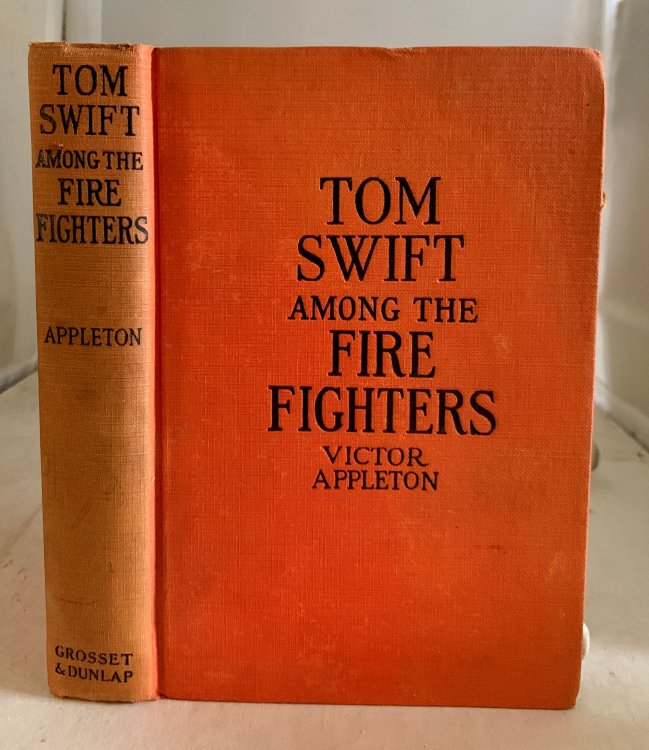 TOM
SWIFT
AMONG THE
FIRE
FIGHTERS
APPLETON
GROSSET
& DUNLAP
TOM
SWIFT
AMONG THE
FIRE
FIGHTERS
VICTOR
APPLETON